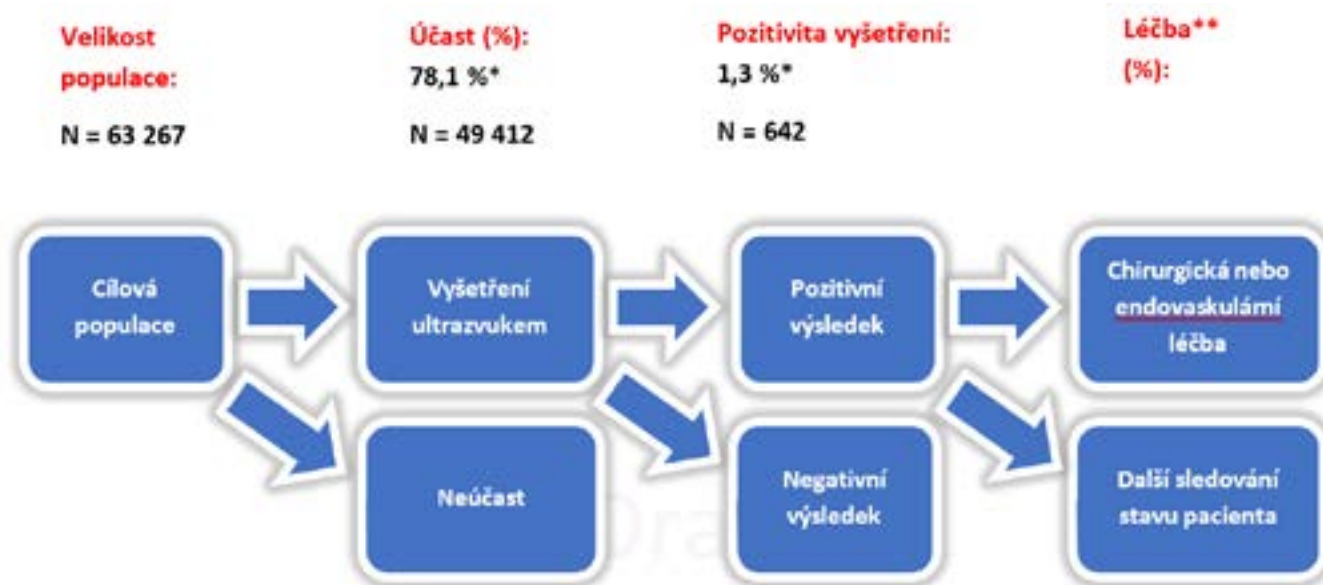 Velikost
populace:
N = 63 267
Účast (%):
78,1 %*
N = 49 412
Pozitivita vyšetření:
1,3 %*
N = 642
Léčba**
(%):
Cílová
populace
Vyšetření
ultrazvukem
Pozitivní
výsledek
Chirurgická nebo
endovaskulární
léčba
Neúčast
Negativní
výsledek
Další sledování
stavu pacienta